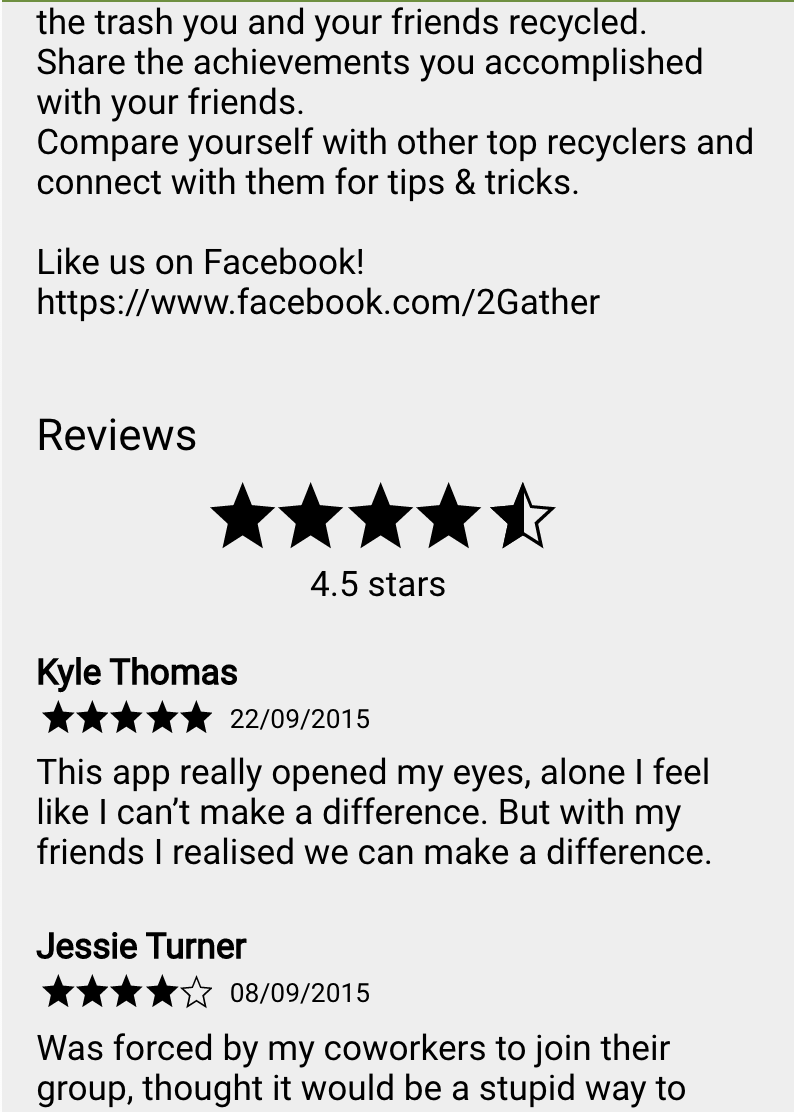 the trash you and your friends recycled.
Share the achievements you accomplished
with your friends.
Compare yourself with other top recyclers and
connect with them for tips & tricks.
Like us on Facebook!
https://www.facebook.com/2Gather
Reviews
4.5 stars
Kyle Thomas
22/09/2015
This app really opened my eyes, alone I feel
like I can’t make a difference. But with my
friends I realised we can make a difference.
Jessie Turner
08/09/2015
Was forced by my coworkers to join their
group, thought it would be a stupid way to